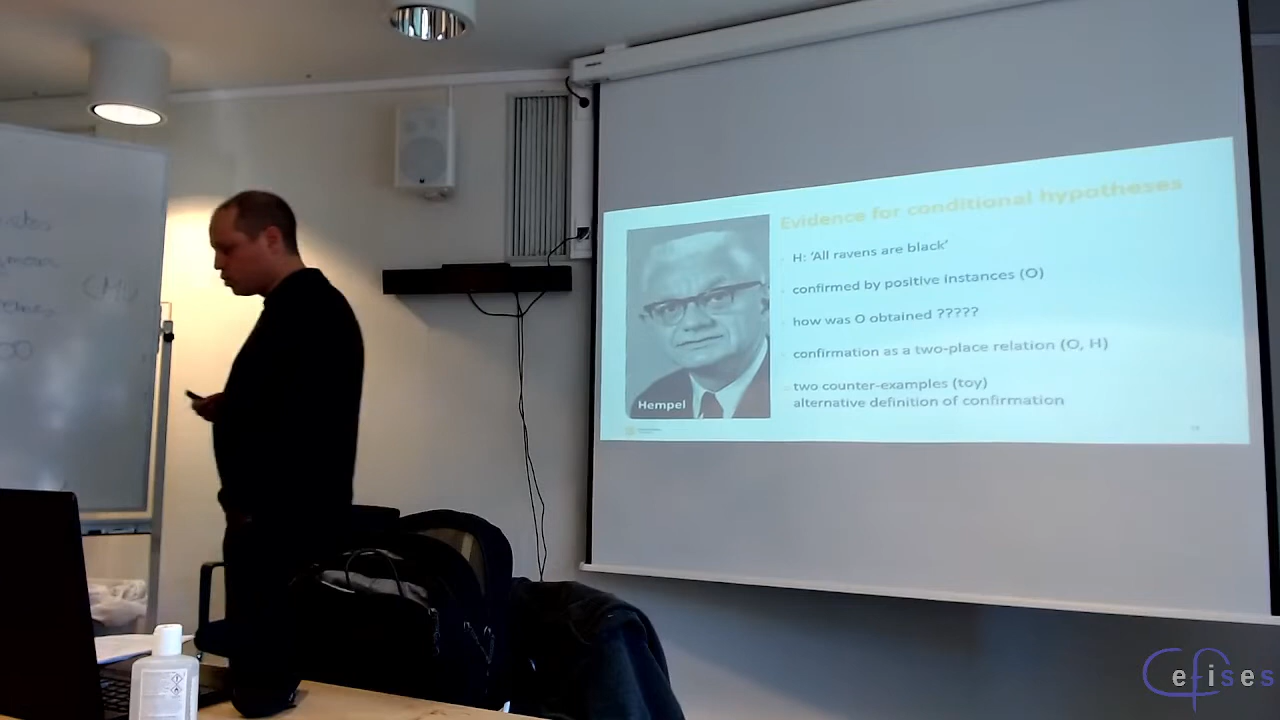 Evidence for conditional hypotheses
H: 'All ravens are black'
confirmed by positive instances (O)
how was O obtained ?????
confirmation as a two-place relation (O, H)
two counter-examples (toy)
alternative definition of confirmation
Hempel
efises